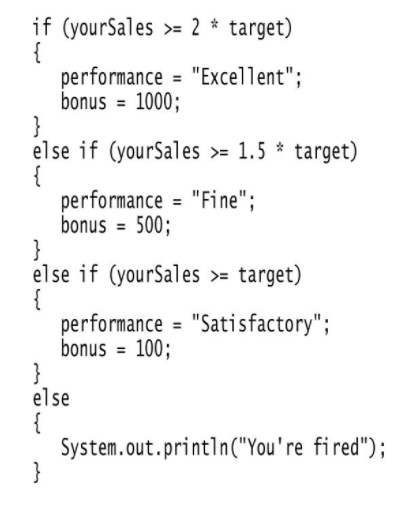 if (yourSales >= 2 * target)
{
performance = "Excellent";
bonus = 1000;
}
else if (yourSales >= 1.5 * target)
{
performance = "Fine";
bonus = 500;
}
else if (yourSales >= target)
{
performance = "Satisfactory";
bonus = 100;
}
else
{
System.out.println("You're fired");
}